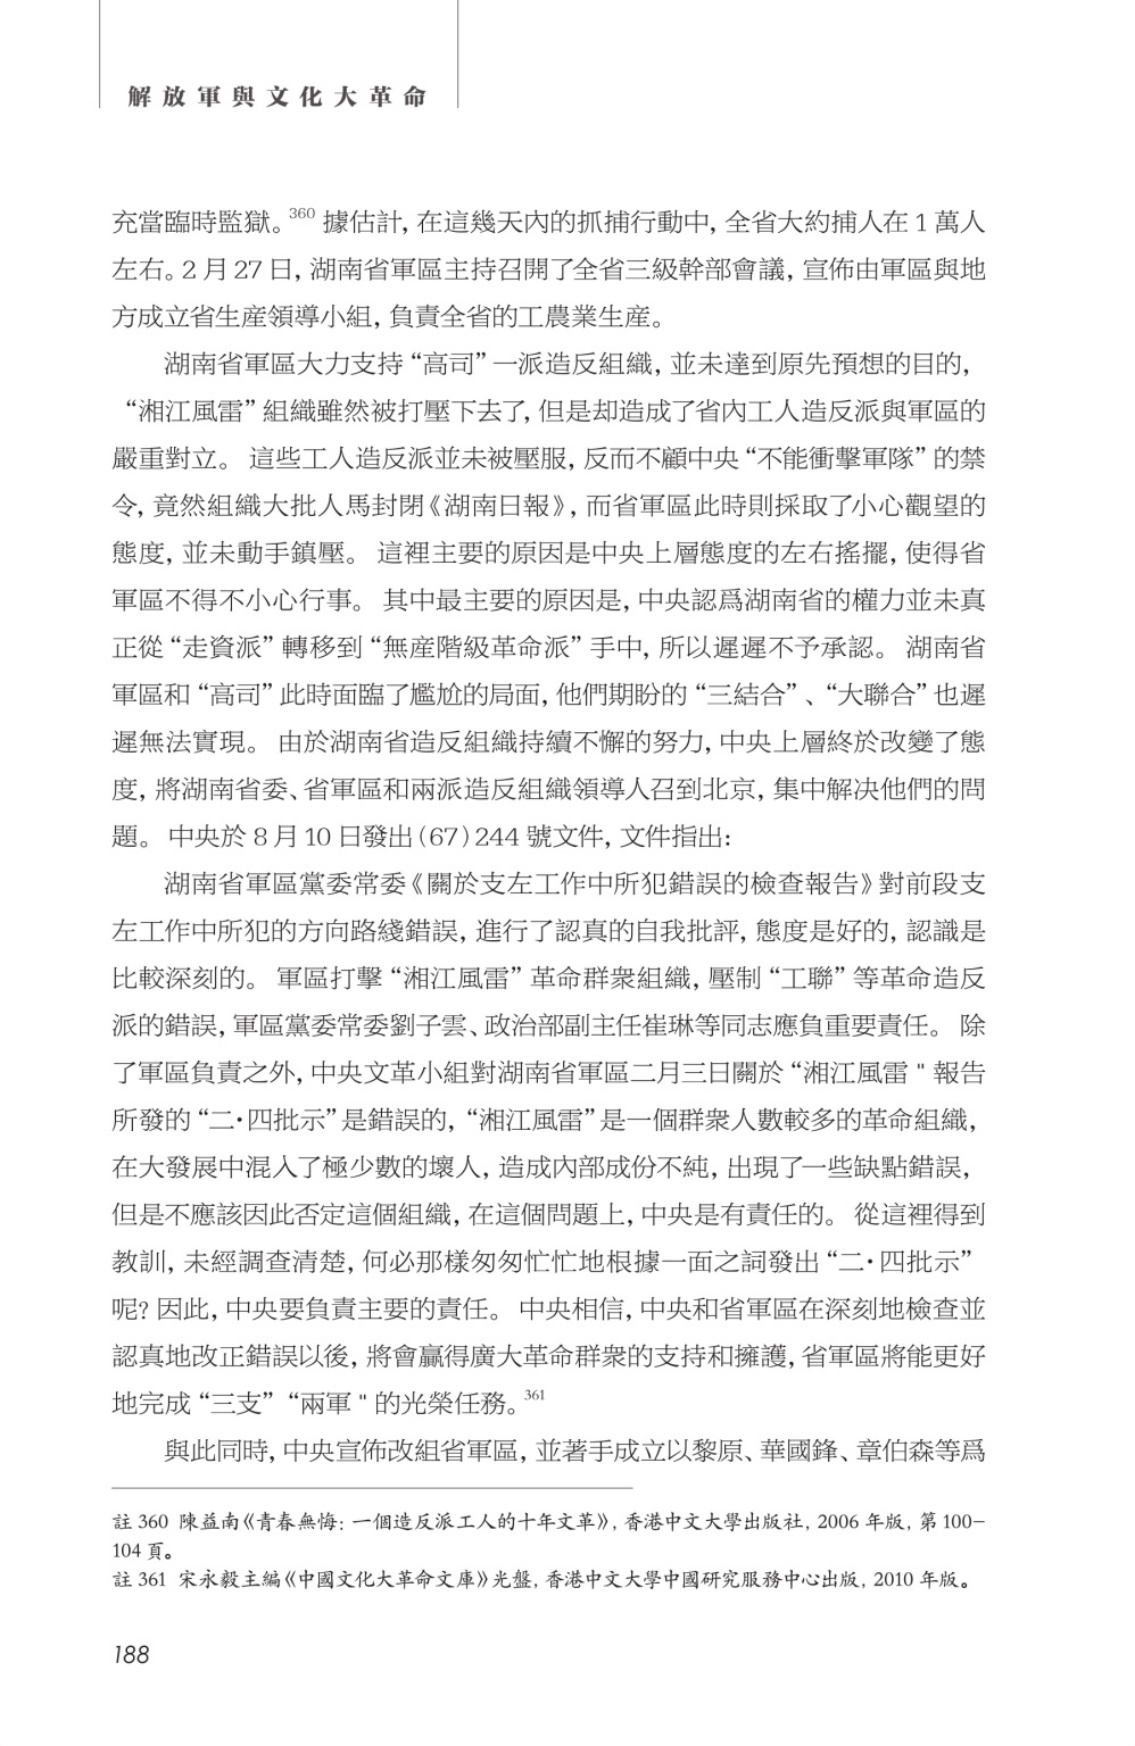 解放軍與文化大革命
充當臨時監獄。360 據估計, 在這幾天內的抓捕行動中, 全省大約捕人在 1 萬人
左右。2 月 27 日, 湖南省軍區主持召開了全省三級幹部會議, 宣佈由軍區與地
方成立省生産領導小組, 負責全省的工農業生産。
湖南省軍區大力支持 “高司” 一派造反組織, 並未達到原先預想的目的,
“湘江風雷” 組織雖然被打壓下去了, 但是却造成了省內工人造反派與軍區的
嚴重對立。 這些工人造反派並未被壓服, 反而不顧中央 “不能衝擊軍隊” 的禁
令, 竟然組織大批人馬封閉《湖南日報》, 而省軍區此時則採取了小心觀望的
態度, 並未動手鎮壓。 這裡主要的原因是中央上層態度的左右搖擺, 使得省
軍區不得不小心行事。 其中最主要的原因是, 中央認爲湖南省的權力並未真
正從 “走資派” 轉移到 “無産階級革命派” 手中, 所以遲遲不予承認。 湖南省
軍區和 “高司” 此時面臨了尷尬的局面, 他們期盼的 “三結合” 、“大聯合” 也遲
遲無法實現。 由於湖南省造反組織持續不懈的努力, 中央上層終於改變了態
度, 將湖南省委、省軍區和兩派造反組織領導人召到北京, 集中解决他們的問
題。 中央於 8 月 10 日發出 (67) 244 號文件, 文件指出:
湖南省軍區黨委常委《關於支左工作中所犯錯誤的檢查報告》對前段支
左工作中所犯的方向路綫錯誤, 進行了認真的自我批評, 態度是好的, 認識是
比較深刻的。 軍區打擊 “湘江風雷” 革命群衆組織, 壓制 “工聯” 等革命造反
派的錯誤, 軍區黨委常委劉子雲、政治部副主任崔琳等同志應負重要責任。 除
了軍區負責之外, 中央文革小組對湖南省軍區二月三日關於 “湘江風雷 " 報告
所發的 “二·四批示” 是錯誤的, “湘江風雷” 是一個群衆人數較多的革命組織,
在大發展中混入了極少數的壞人, 造成內部成份不純, 出現了一些缺點錯誤,
但是不應該因此否定這個組織, 在這個問題上, 中央是有責任的。 從這裡得到
教訓, 未經調查清楚, 何必那樣匆匆忙忙地根據一面之詞發出 “二·四批示”
呢? 因此, 中央要負責主要的責任。 中央相信, 中央和省軍區在深刻地檢查並
認真地改正錯誤以後, 將會贏得廣大革命群衆的支持和擁護, 省軍區將能更好
地完成 “三支” “兩軍 " 的光榮任務。361
與此同時, 中央宣佈改組省軍區, 並著手成立以黎原、華國鋒、章伯森等爲
註 360 陳益南《青春無悔: 一個造反派工人的十年文革》, 香港中文大學出版社, 2006 年版, 第 100-
104 頁。
註 361 宋永毅主編《中國文化大革命文庫》光盤, 香港中文大學中國研究服務中心出版, 2010 年版。
188